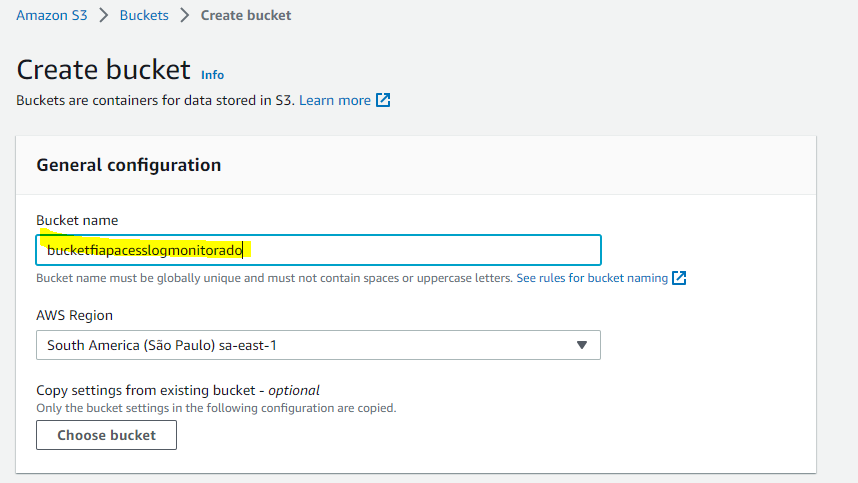 Amazon S3 > Buckets > Create bucket
Create bucket Info
Buckets are containers for data stored in S3. Learn more
General configuration
Bucket name
bucketfiapacesslogmonitorado
Bucket name must be globally unique and must not contain spaces or uppercase letters. See rules for bucket naming
AWS Region
South America (São Paulo) sa-east-1
Copy settings from existing bucket - optional
Only the bucket settings in the following configuration are copied.
Choose bucket